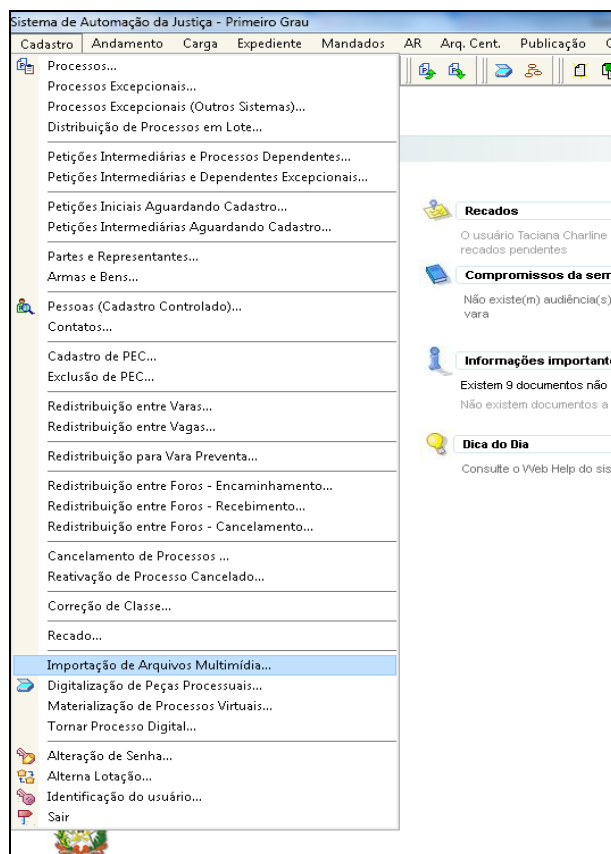 Sistema de Automação da Justiça - Primeiro Grau
Cadastro Andamento Carga Expediente Mandados AR Arq. Cent. Publicação
Processos...
Processos Excepcionais...
Processos Excepcionais (Outros Sistemas)...
Distribuição de Processos em Lote...
Petições Intermediárias e Processos Dependentes...
Petições Intermediárias e Dependentes Excepcionais...
Petições Iniciais Aguardando Cadastro...
Petições Intermediárias Aguardando Cadastro...
Partes e Representantes...
Armas e Bens...
Pessoas (Cadastro Controlado)...
Contatos...
Cadastro de PEC...
Exclusão de PEC...
Redistribuição entre Varas...
Redistribuição entre Vagas...
Redistribuição para Vara Preventa...
Redistribuição entre Foros - Encaminhamento...
Redistribuição entre Foros - Recebimento...
Redistribuição entre Foros - Cancelamento...
Cancelamento de Processos ...
Reativação de Processo Cancelado...
Correção de Classe...
Recado...
Importação de Arquivos Multimídia...
Digitalização de Peças Processuais...
Materialização de Processos Virtuais...
Tornar Processo Digital...
Alteração de Senha...
Alterna Lotação...
Identificação do usuário...
Sair
Recados
O usuário Taciana Charline
recados pendentes
Compromissos da sem
Não existe(m) audiência(s)
vara
Informações important
Existem 9 documentos não
Não existem documentos a
Dica do Dia
Consulte o Web Help do sis